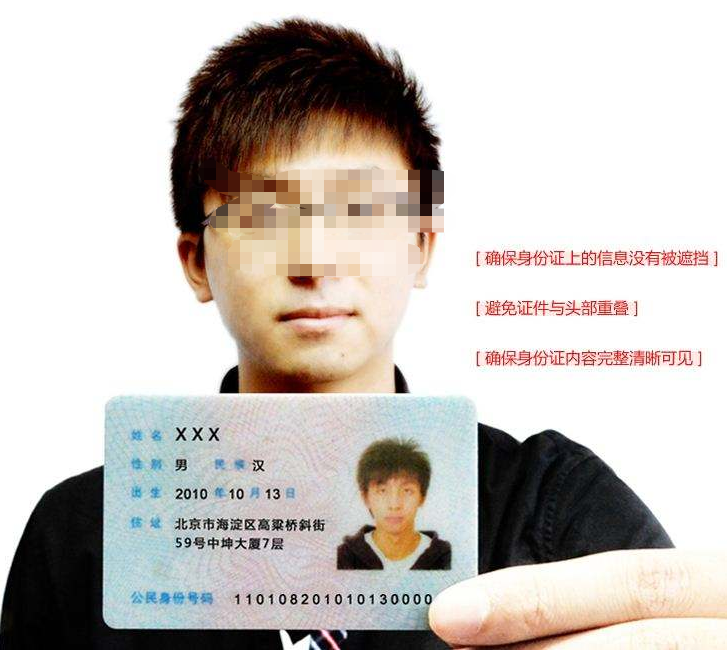 [ 确保身份证上的信息没有被遮挡 ]
[ 避免证件与头部重叠 ]
[ 确保身份证内容完整清晰可见 ]
姓名 XXX
性别 男 民族 汉
出生 2010 年 10 月 13 日
住址 北京市海淀区高粱桥斜街
59号中坤大厦7层
公民身份号码 110108201010130000